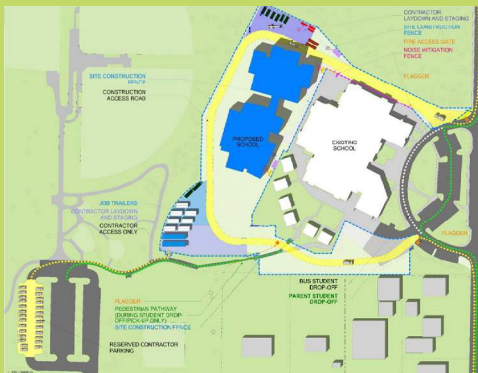 CONTRACTOR
LAYDOWN AND STAGING
SITE CONSTRUCTION
FENCE
FIRE ACCESS GATE
NOISE MITIGATION
FENCE
FLAGGER
SITE CONSTRUCTION
FENCE
CONSTRUCTION
ACCESS ROAD
PROPOSED
SCHOOL
EXISTING
SCHOOL
JOB TRAILERS
CONTRACTOR LAYDOWN
AND STAGING
CONTRACTOR
ACCESS ONLY
FLAGGER
BUS STUDENT
DROP-OFF
PARENT STUDENT
DROP-OFF
FLAGGER
PEDESTRIAN PATHWAY
(DURING STUDENT DROP-
OFF/PICK-UP ONLY)
SITE CONSTRUCTION FENCE
RESERVED CONTRACTOR
PARKING